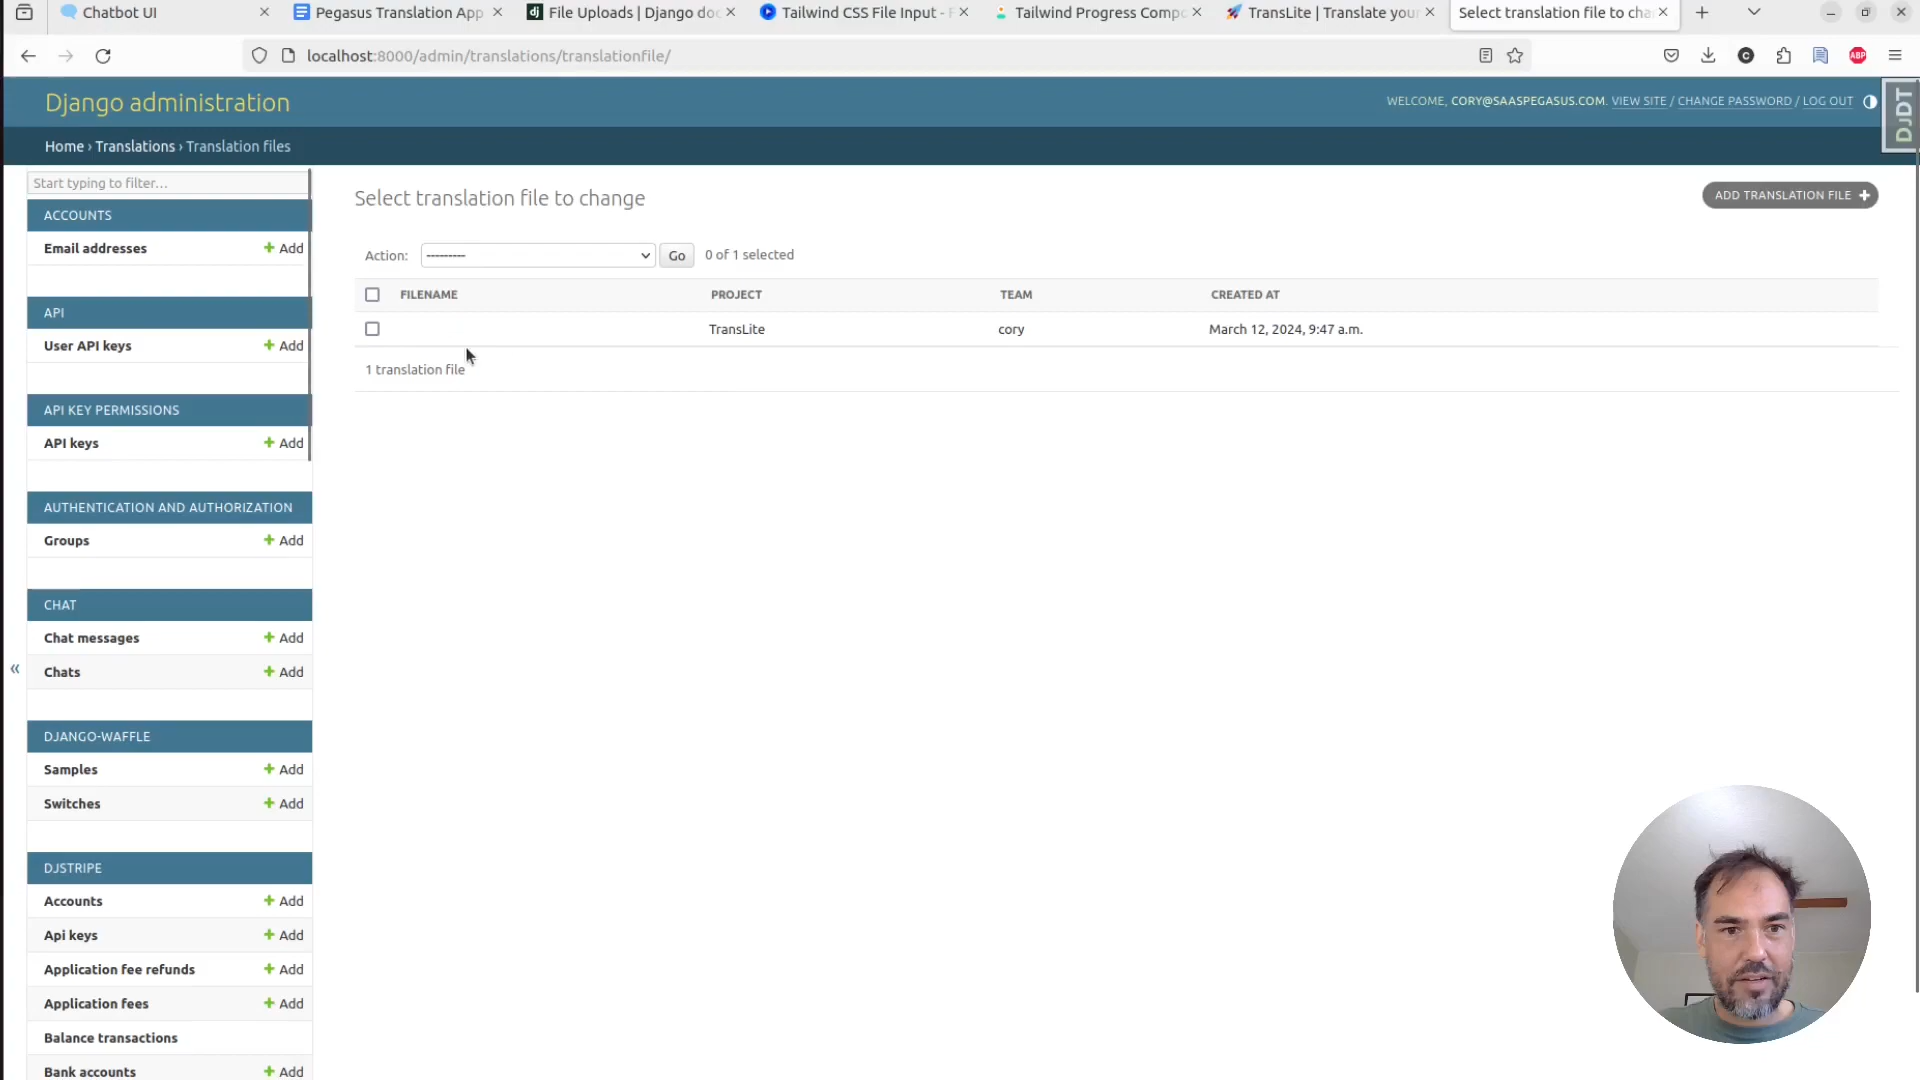 Chatbot UI
Pegasus Translation App
File Uploads | Django doc
Tailwind CSS File Input - F
Tailwind Progress Compo
TransLite | Translate your
Select translation file to cha
localhost:8000/admin/translations/translationfile/
ABP
Django administration
WELCOME, CORY@SAASPEGASUS.COM. VIEW SITE / CHANGE PASSWORD / LOG OUT
DJDT
Home › Translations › Translation files
Start typing to filter…
ACCOUNTS
Email addresses + Add
API
User API keys + Add
API KEY PERMISSIONS
API keys + Add
AUTHENTICATION AND AUTHORIZATION
Groups + Add
CHAT
Chat messages + Add
Chats + Add
«
DJANGO-WAFFLE
Samples + Add
Switches + Add
DJSTRIPE
Accounts + Add
Api keys + Add
Application fee refunds + Add
Application fees + Add
Balance transactions
Bank accounts + Add
Select translation file to change
ADD TRANSLATION FILE +
Action: --------- Go 0 of 1 selected
FILENAME PROJECT TEAM CREATED AT
TransLite cory March 12, 2024, 9:47 a.m.
1 translation file